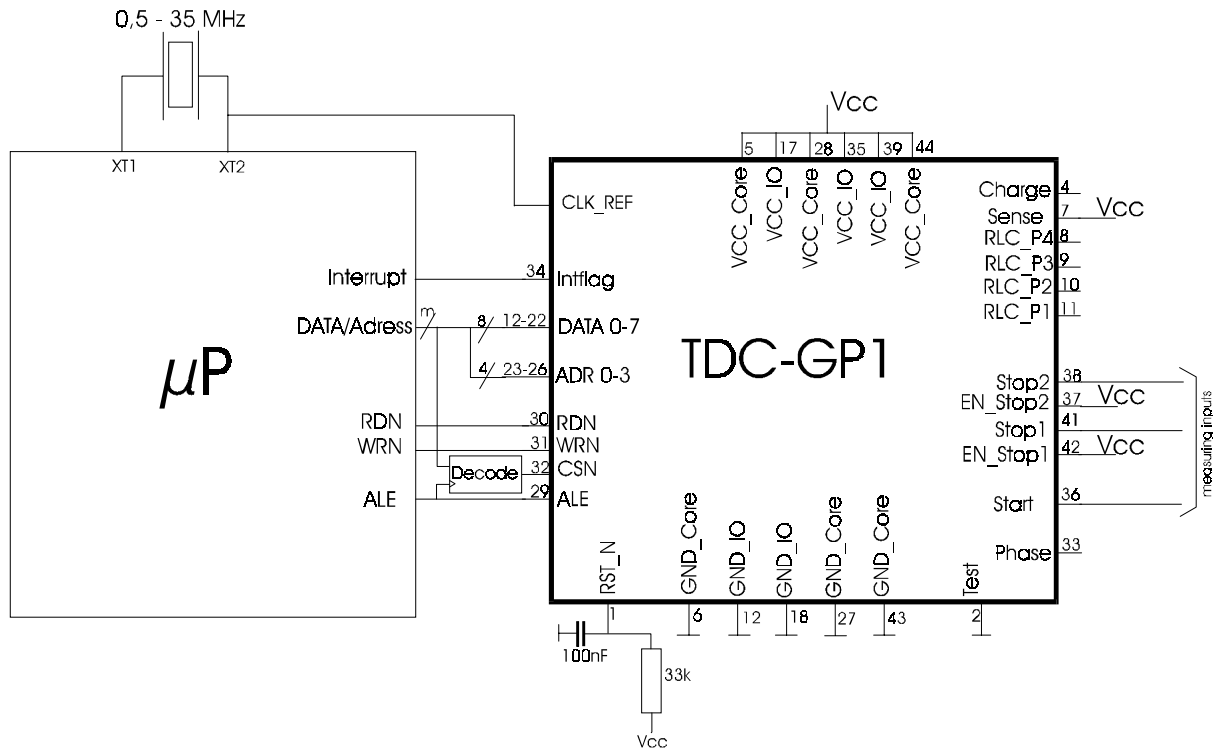 0,5 - 35 MHz
XT1 XT2
Vcc
5 17 28 35 39 44
VCC_Core
VCC_IO
VCC_Core
VCC_IO
VCC_IO
VCC_Core
CLK_REF
Charge 4
Sense 7 Vcc
RLC_P4 8
RLC_P3 9
RLC_P2 10
RLC_P1 11
Interrupt 34 Intflag
DATA/Adress m 8 12-22 DATA 0-7
4 23-26 ADR 0-3
µP
TDC-GP1
RDN 30 RDN
WRN 31 WRN
Decode 32 CSN
ALE 29 ALE
Stop2 38
EN_Stop2 37 Vcc
Stop1 41
EN_Stop1 42 Vcc
Start 36
measuring inputs
Phase 33
RST_N
GND_Core
GND_IO
GND_IO
GND_Core
GND_Core
Test
1 6 12 18 27 43 2
100nF
33k
Vcc